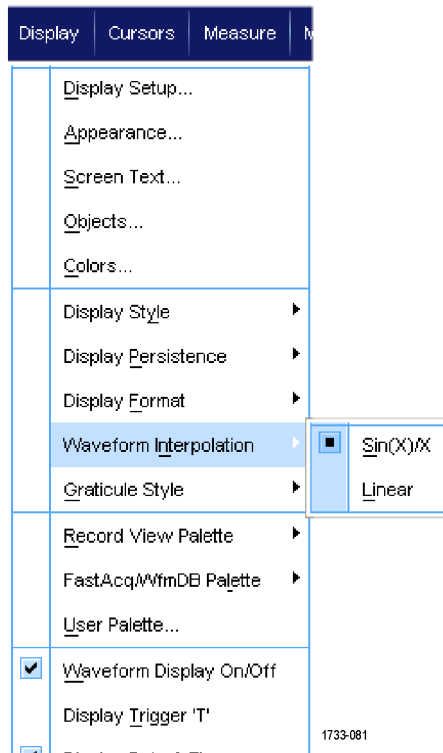 Display Cursors Measure
Display Setup...
Appearance...
Screen Text...
Objects...
Colors...
Display Style
Display Persistence
Display Format
Waveform Interpolation
Sin(X)/X
Graticule Style
Linear
Record View Palette
FastAcq/WfmDB Palette
User Palette...
Waveform Display On/Off
Display Trigger 'T'
1733-081